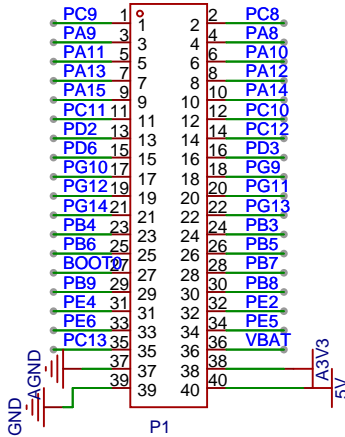 PC9 1 1 2 2 PC8
PA9 3 3 4 4 PA8
PA11 5 5 6 6 PA10
PA13 7 7 8 8 PA12
PA15 9 9 10 10 PA14
PC11 11 11 12 12 PC10
PD2 13 13 14 14 PC12
PD6 15 15 16 16 PD3
PG10 17 17 18 18 PG9
PG12 19 19 20 20 PG11
PG14 21 21 22 22 PG13
PB4 23 23 24 24 PB3
PB6 25 25 26 26 PB5
BOOT0 27 27 28 28 PB7
PB9 29 29 30 30 PB8
PE4 31 31 32 32 PE2
PE6 33 33 34 34 PE5
PC13 35 35 36 36 VBAT
AGND 37 37 38 38 A3V3
GND 39 39 40 40 5V
P1